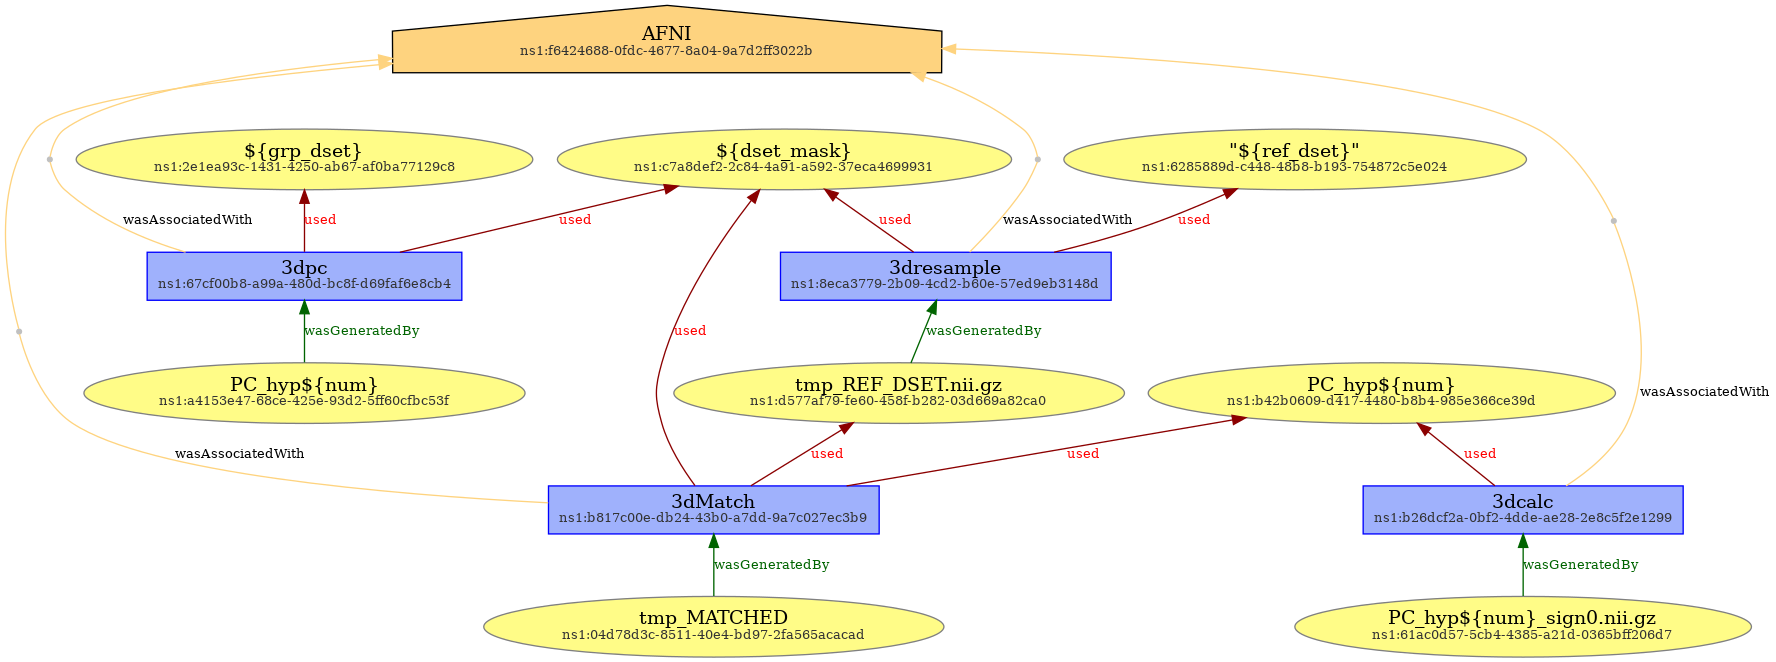 AFNI
ns1:f6424688-0fdc-4677-8a04-9a7d2ff3022b
${grp_dset}
ns1:2e1ea93c-1431-4250-ab67-af0ba77129c8
${dset_mask}
ns1:c7a8def2-2c84-4a91-a592-37eca4699931
"${ref_dset}"
ns1:6285889d-c448-48b8-b193-754872c5e024
wasAssociatedWith
used
used
used
wasAssociatedWith
used
3dpc
ns1:67cf00b8-a99a-480d-bc8f-d69faf6e8cb4
3dresample
ns1:8eca3779-2b09-4cd2-b60e-57ed9eb3148d
wasGeneratedBy
used
wasGeneratedBy
PC_hyp${num}
ns1:a4153e47-68ce-425e-93d2-5ff60cfbc53f
tmp_REF_DSET.nii.gz
ns1:d577af79-fe60-458f-b282-03d669a82ca0
PC_hyp${num}
ns1:b42b0609-d417-4480-b8b4-985e366ce39d
wasAssociatedWith
wasAssociatedWith
used
used
used
3dMatch
ns1:b817c00e-db24-43b0-a7dd-9a7c027ec3b9
3dcalc
ns1:b26dcf2a-0bf2-4dde-ae28-2e8c5f2e1299
wasGeneratedBy
wasGeneratedBy
tmp_MATCHED
ns1:04d78d3c-8511-40e4-bd97-2fa565acacad
PC_hyp${num}_sign0.nii.gz
ns1:61ac0d57-5cb4-4385-a21d-0365bff206d7